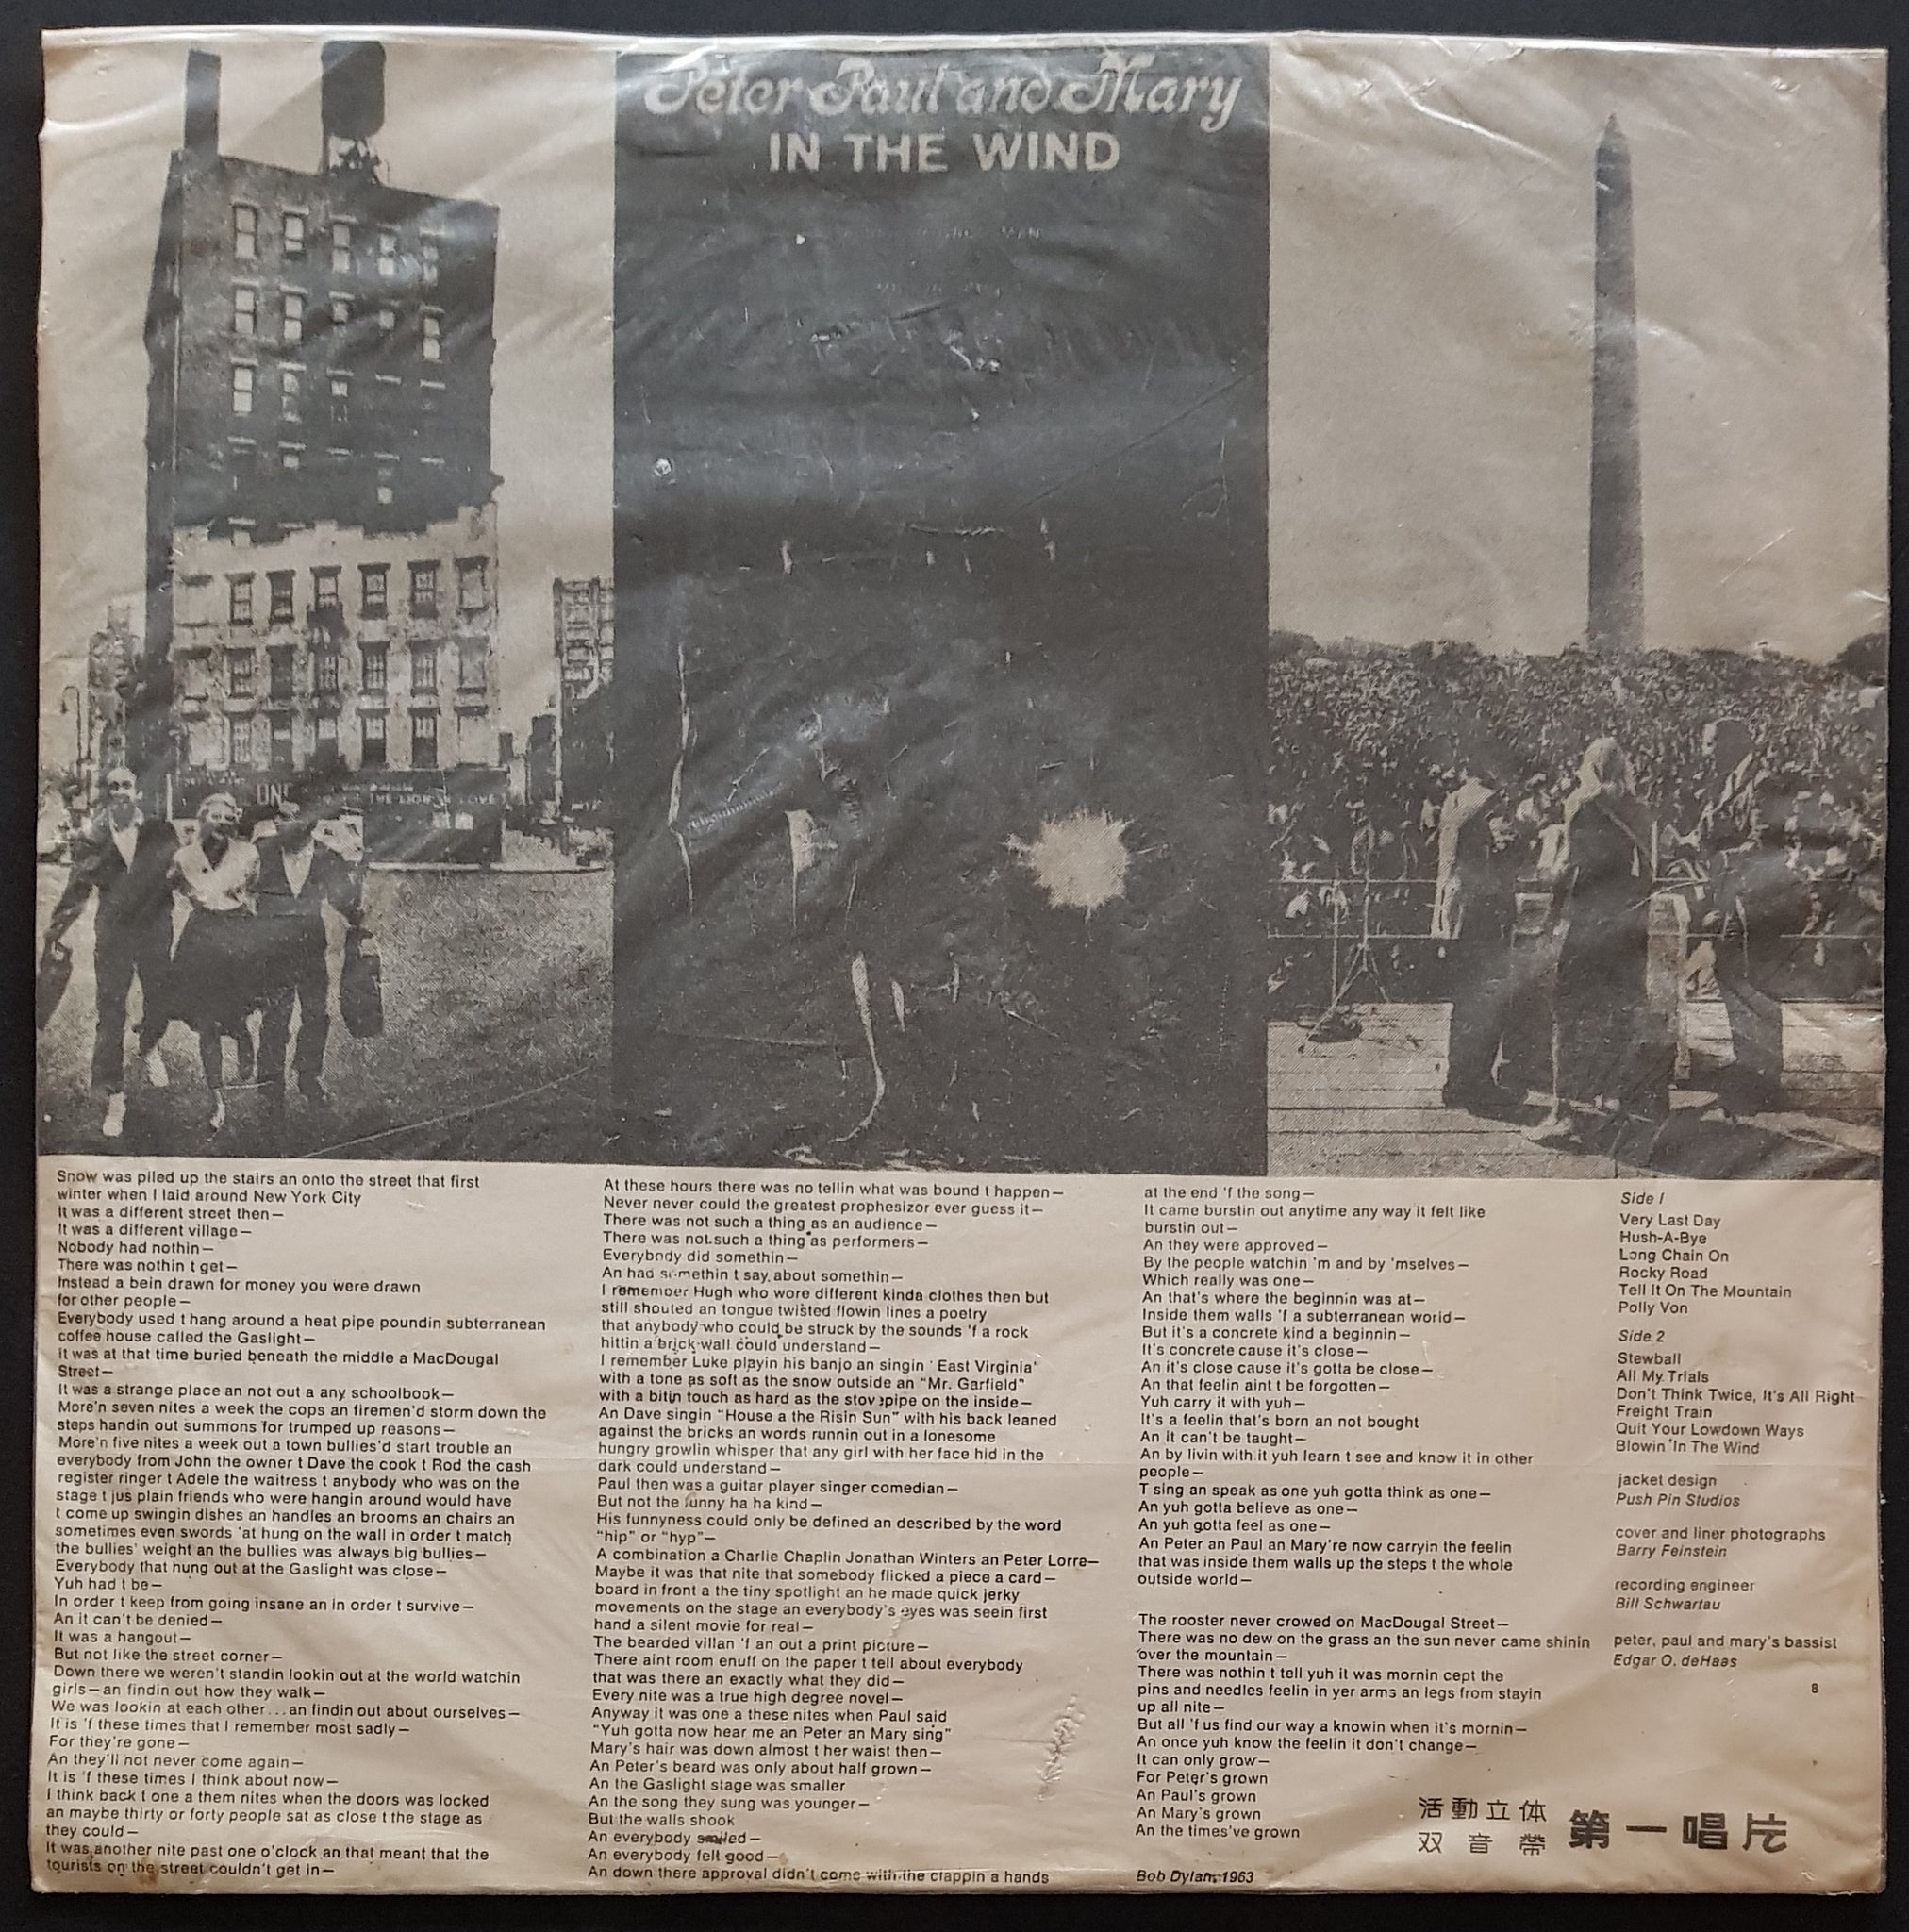 Peter Paul and Mary
IN THE WIND
THE LION IN LOVE
Snow was piled up the stairs an onto the street that first
winter when I laid around New York City
It was a different street then—
It was a different village—
Nobody had nothin—
There was nothin t get—
Instead a bein drawn for money you were drawn
for other people—
Everybody used t hang around a heat pipe poundin subterranean
coffee house called the Gaslight—
It was at that time buried beneath the middle a MacDougal
Street—
It was a strange place an not out a any schoolbook—
More'n seven nites a week the cops an firemen'd storm down the
steps handin out summons for trumped up reasons—
More'n five nites a week out a town bullies'd start trouble an
everybody from John the owner t Dave the cook t Rod the cash
register ringer t Adele the waitress t anybody who was on the
stage t jus plain friends who were hangin around would have
t come up swingin dishes an handles an brooms an chairs an
sometimes even swords 'at hung on the wall in order t match
the bullies' weight an the bullies was always big bullies—
Everybody that hung out at the Gaslight was close—
Yuh had t be—
In order t keep from going insane an in order t survive—
An it can't be denied—
It was a hangout—
But not like the street corner—
Down there we weren't standin lookin out at the world watchin
girls—an findin out how they walk—
We was lookin at each other...an findin out about ourselves—
It is 'f these times that I remember most sadly—
For they're gone—
An they'll not never come again—
It is 'f these times I think about now—
I think back t one a them nites when the doors was locked
an maybe thirty or forty people sat as close t the stage as
they could—
It was another nite past one o'clock an that meant that the
tourists on the street couldn't get in—
At these hours there was no tellin what was bound t happen—
Never never could the greatest prophesizor ever guess it—
There was not such a thing as an audience—
There was not such a thing as performers—
Everybody did somethin—
An had somethin t say about somethin—
I remember Hugh who wore different kinda clothes then but
still shouted an tongue twisted flowin lines a poetry
that anybody who could be struck by the sounds 'f a rock
hittin a brick wall could understand—
I remember Luke playin his banjo an singin 'East Virginia'
with a tone as soft as the snow outside an "Mr. Garfield"
with a bitin touch as hard as the stovepipe on the inside—
An Dave singin "House a the Risin Sun" with his back leaned
against the bricks an words runnin out in a lonesome
hungry growlin whisper that any girl with her face hid in the
dark could understand—
Paul then was a guitar player singer comedian—
But not the funny ha ha kind—
His funnyness could only be defined an described by the word
"hip" or "hyp"—
A combination a Charlie Chaplin Jonathan Winters an Peter Lorre—
Maybe it was that nite that somebody flicked a piece a card—
board in front a the tiny spotlight an he made quick jerky
movements on the stage an everybody's eyes was seein first
hand a silent movie for real—
The bearded villan 'f an out a print picture—
There aint room enuff on the paper t tell about everybody
that was there an exactly what they did—
Every nite was a true high degree novel—
Anyway it was one a these nites when Paul said
"Yuh gotta now hear me an Peter an Mary sing"
Mary's hair was down almost t her waist then—
An Peter's beard was only about half grown—
An the Gaslight stage was smaller
An the song they sung was younger—
But the walls shook
An everybody smiled—
An everybody felt good—
An down there approval didn't come with the clappin a hands
at the end 'f the song—
It came burstin out anytime any way it felt like
burstin out—
An they were approved—
By the people watchin 'm and by 'mselves—
Which really was one—
An that's where the beginnin was at—
Inside them walls 'f a subterranean world—
But it's a concrete kind a beginnin—
It's concrete cause it's close—
An it's close cause it's gotta be close—
An that feelin aint t be forgotten—
Yuh carry it with yuh—
It's a feelin that's born an not bought
An it can't be taught—
An by livin with it yuh learn t see and know it in other
people—
T sing an speak as one yuh gotta think as one—
An yuh gotta believe as one—
An yuh gotta feel as one—
An Peter an Paul an Mary're now carryin the feelin
that was inside them walls up the steps t the whole
outside world—
The rooster never crowed on MacDougal Street—
There was no dew on the grass an the sun never came shinin
over the mountain—
There was nothin t tell yuh it was mornin cept the
pins and needles feelin in yer arms an legs from stayin
up all nite—
But all 'f us find our way a knowin when it's mornin—
An once yuh know the feelin it don't change—
It can only grow—
For Peter's grown
An Paul's grown
An Mary's grown
An the times've grown
Bob Dylan, 1963
Side I
Very Last Day
Hush-A-Bye
Long Chain On
Rocky Road
Tell It On The Mountain
Polly Von
Side 2
Stewball
All My Trials
Don't Think Twice, It's All Right
Freight Train
Quit Your Lowdown Ways
Blowin 'In The Wind
jacket design
Push Pin Studios
cover and liner photographs
Barry Feinstein
recording engineer
Bill Schwartau
peter, paul and mary's bassist
Edgar O. deHaas
8
活動立体
双音帶
第一唱片